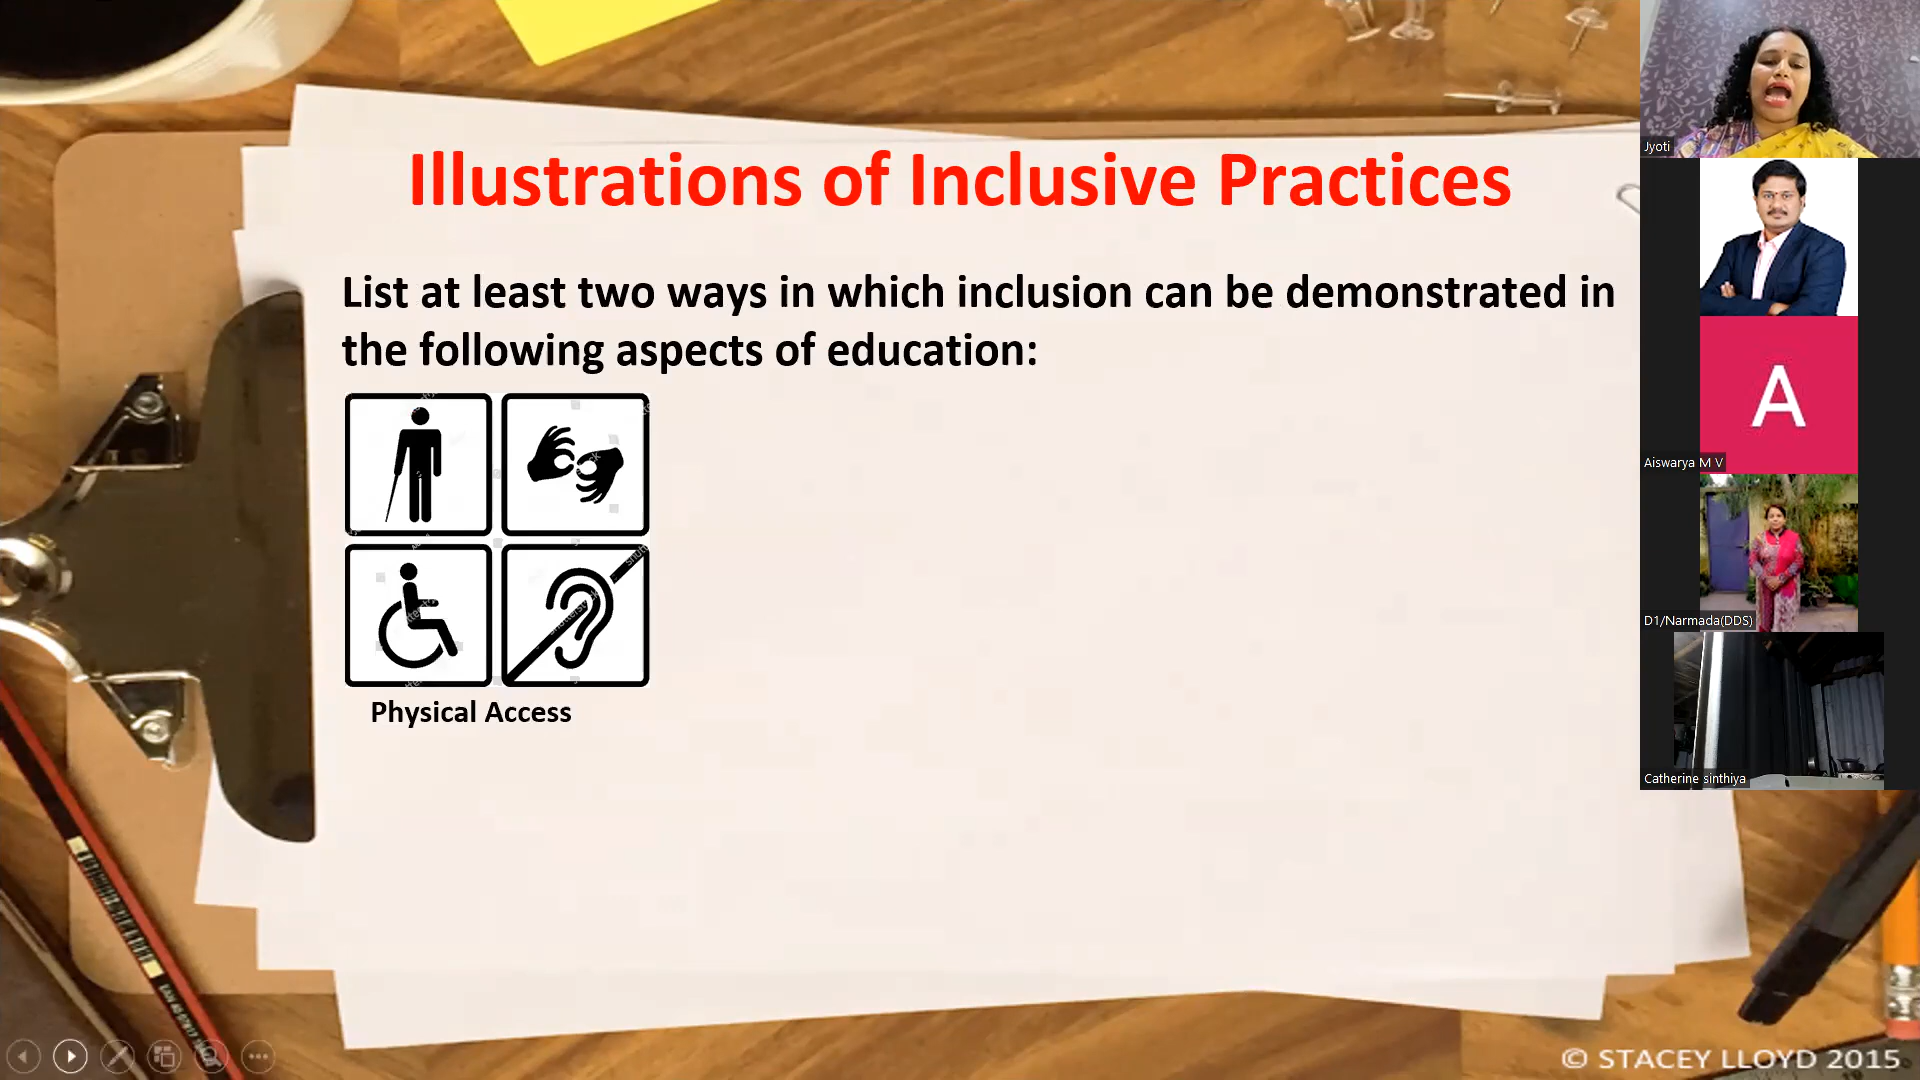 Illustrations of Inclusive Practices
List at least two ways in which inclusion can be demonstrated in
the following aspects of education:
Physical Access
Jyoti
A
Aiswarya M V
D1/Narmada(DDS)
Catherine sinthiya
© STACEY LLOYD 2015